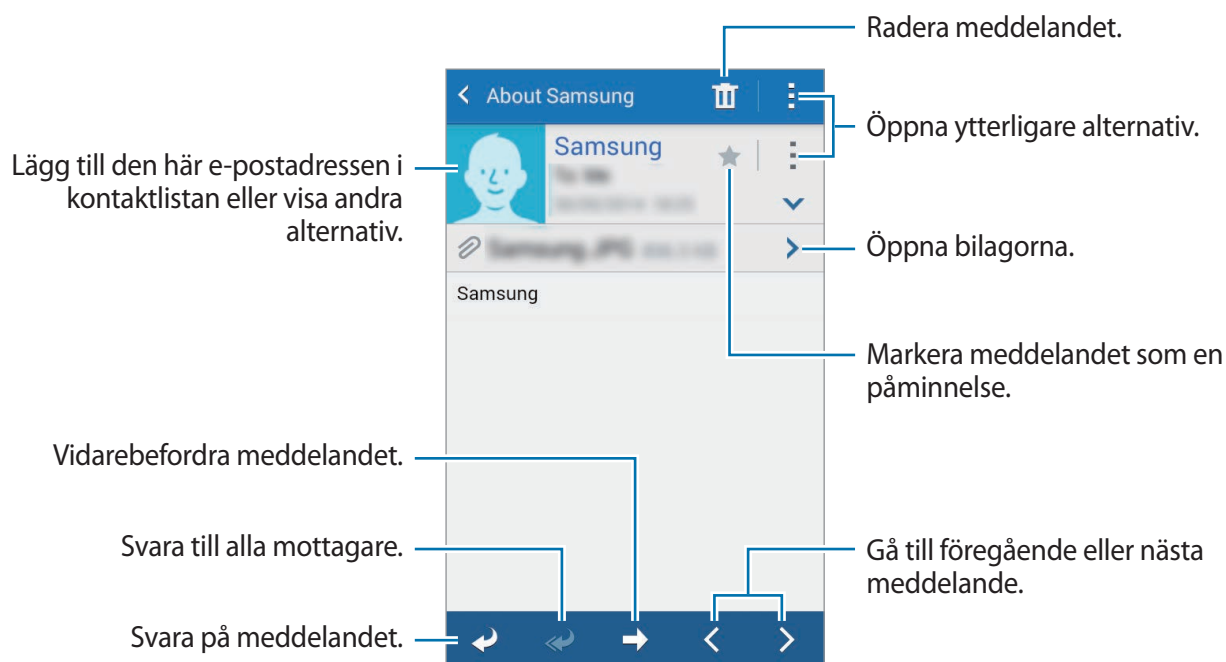 Radera meddelandet.
About Samsung
Öppna ytterligare alternativ.
Samsung
Lägg till den här e-postadressen i
kontaktlistan eller visa andra
alternativ.
Samsung.JPG
Öppna bilagorna.
Samsung
Markera meddelandet som en
påminnelse.
Vidarebefordra meddelandet.
Svara till alla mottagare.
Gå till föregående eller nästa
meddelande.
Svara på meddelandet.